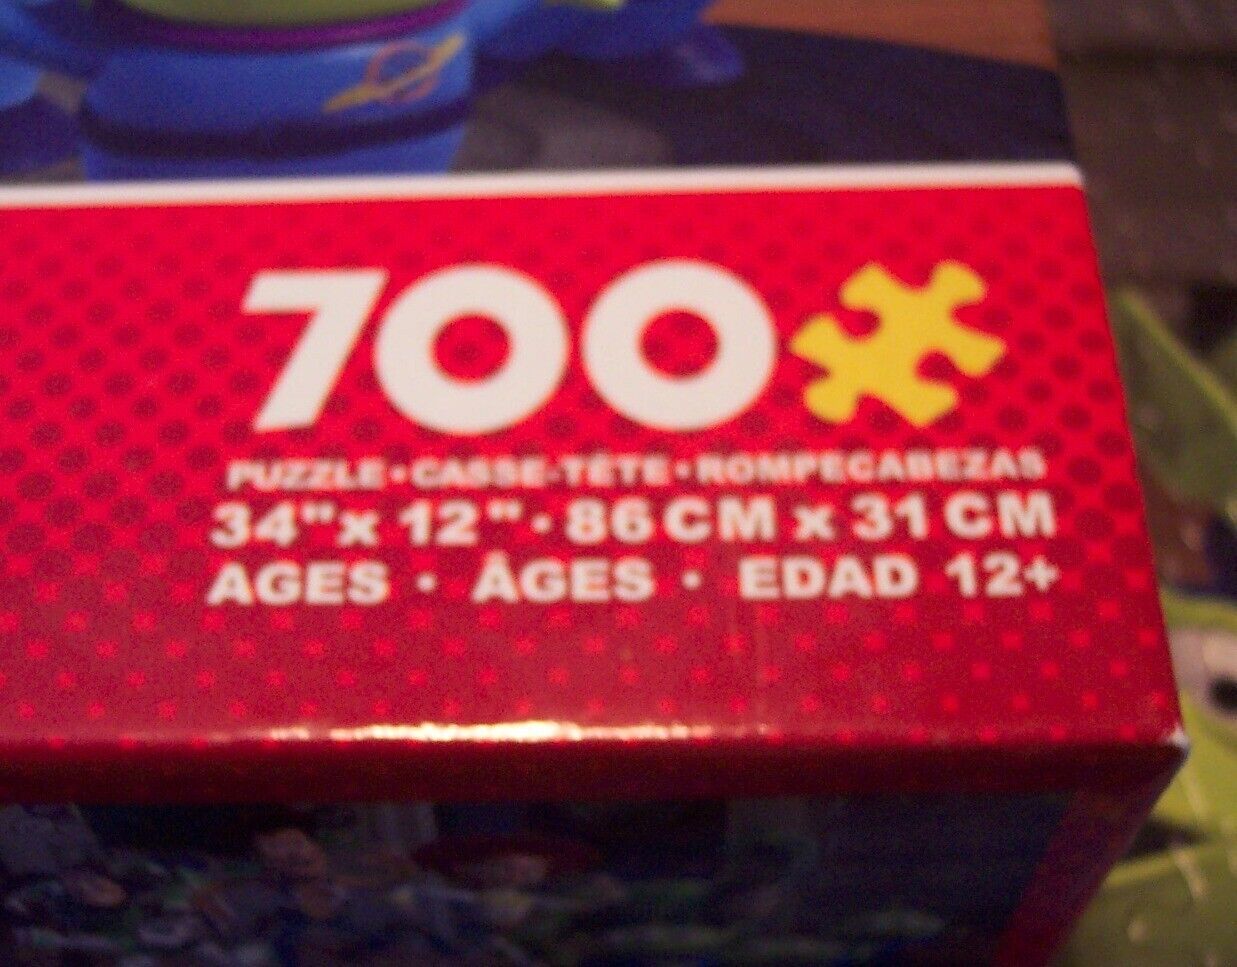 700
PUZZLE • CASSE-TÊTE • ROMPECABEZAS
34" x 12" • 86 CM x 31 CM
AGES • ÂGES • EDAD 12+